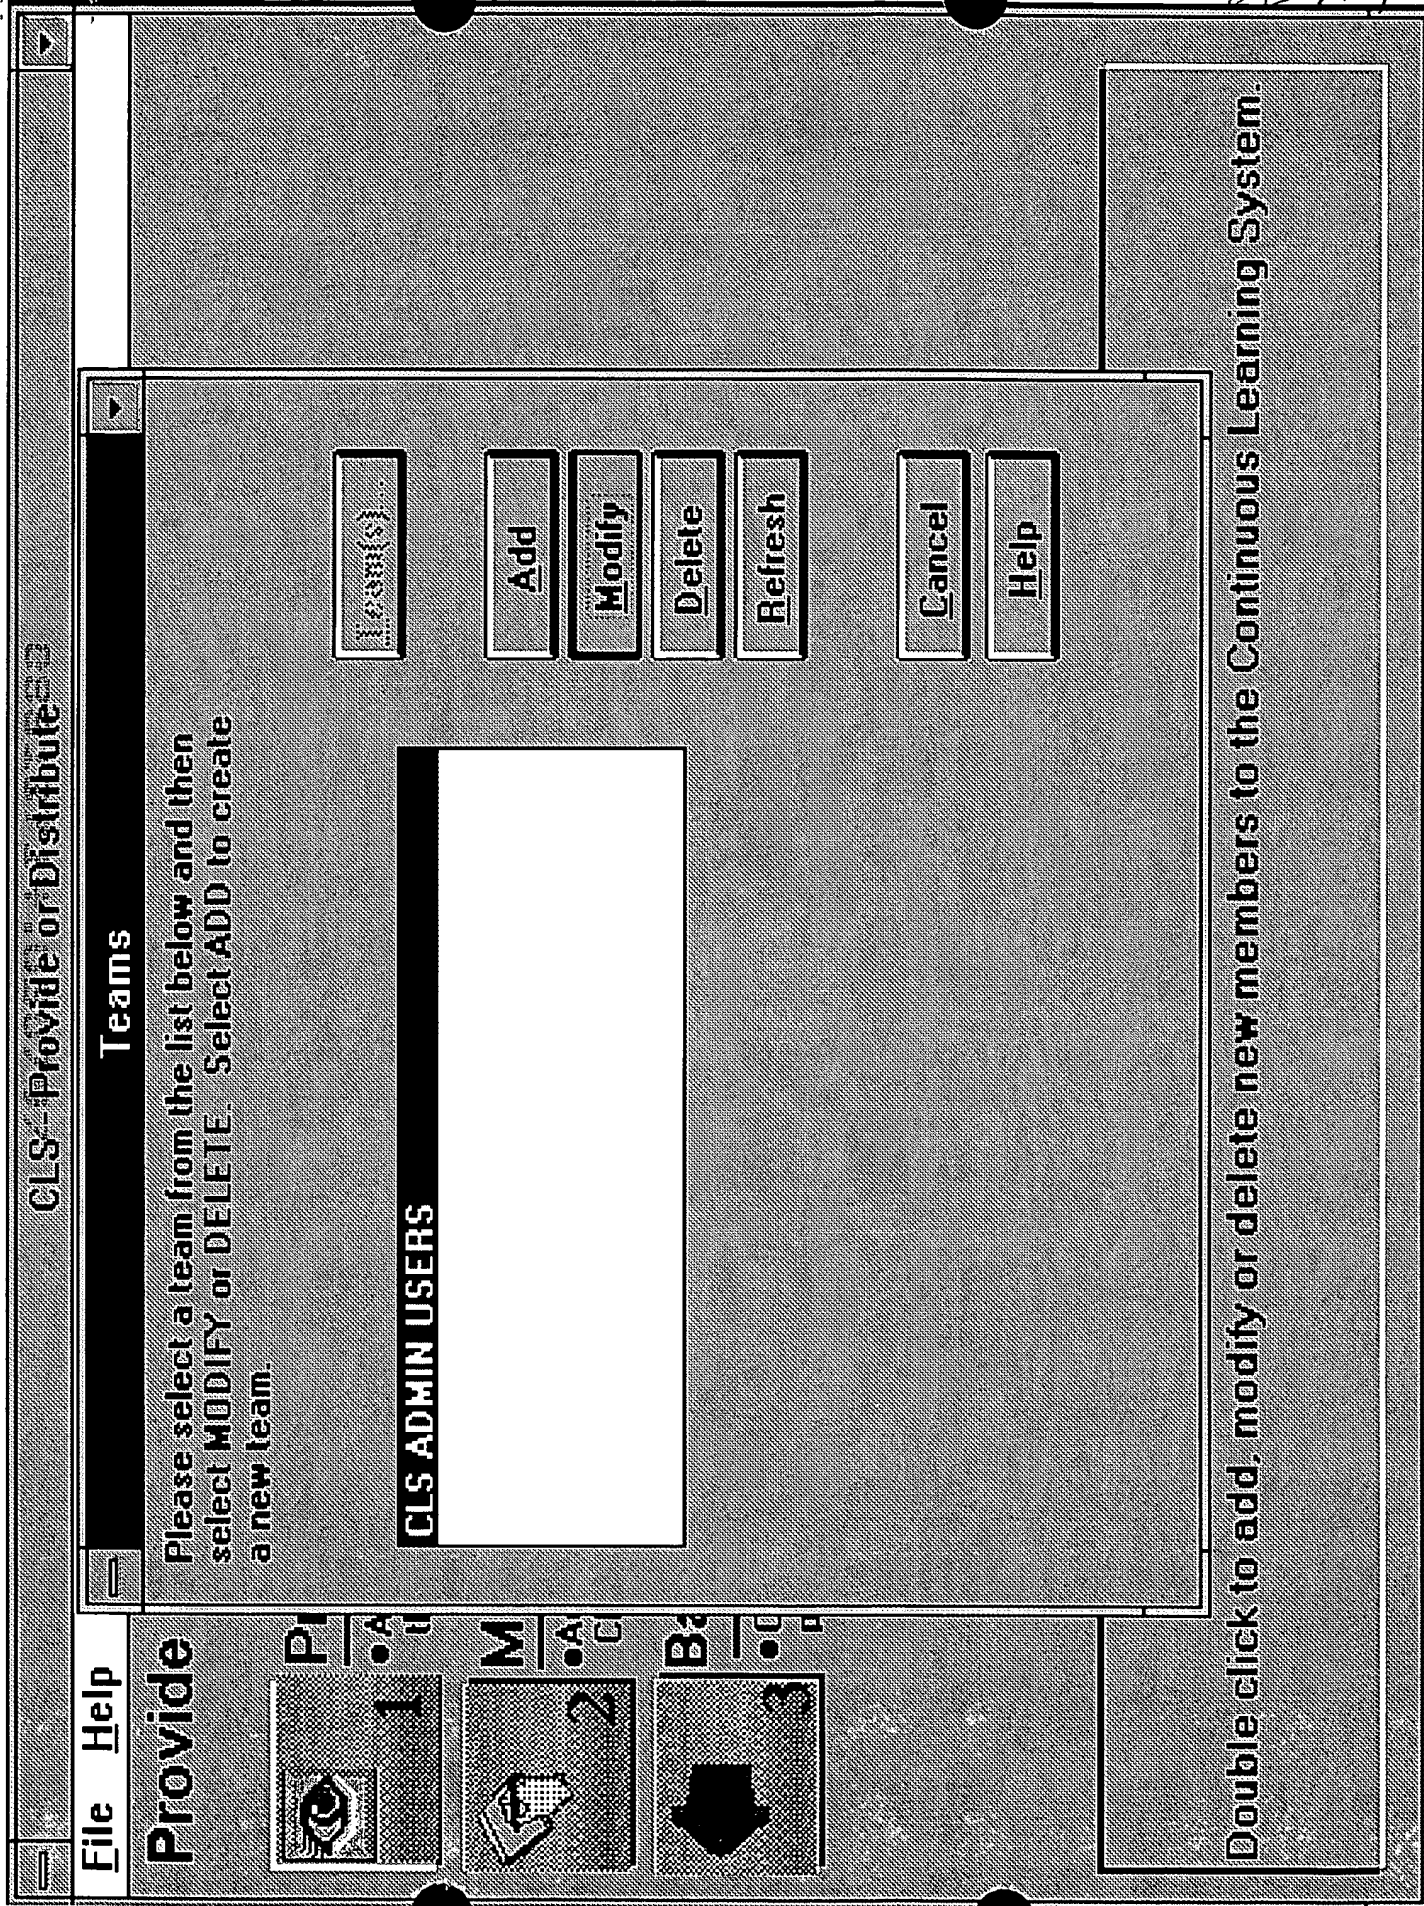 CLS - Provide or Distribute
File Help
Provide
Teams
Please select a team from the list below and then
select MODIFY or DELETE. Select ADD to create
a new team.
CLS ADMIN USERS
Team(s)...
Add
Modify
Delete
Refresh
Cancel
Help
1
2
3
M
Ba
Double click to add, modify or delete new members to the Continuous Learning System.